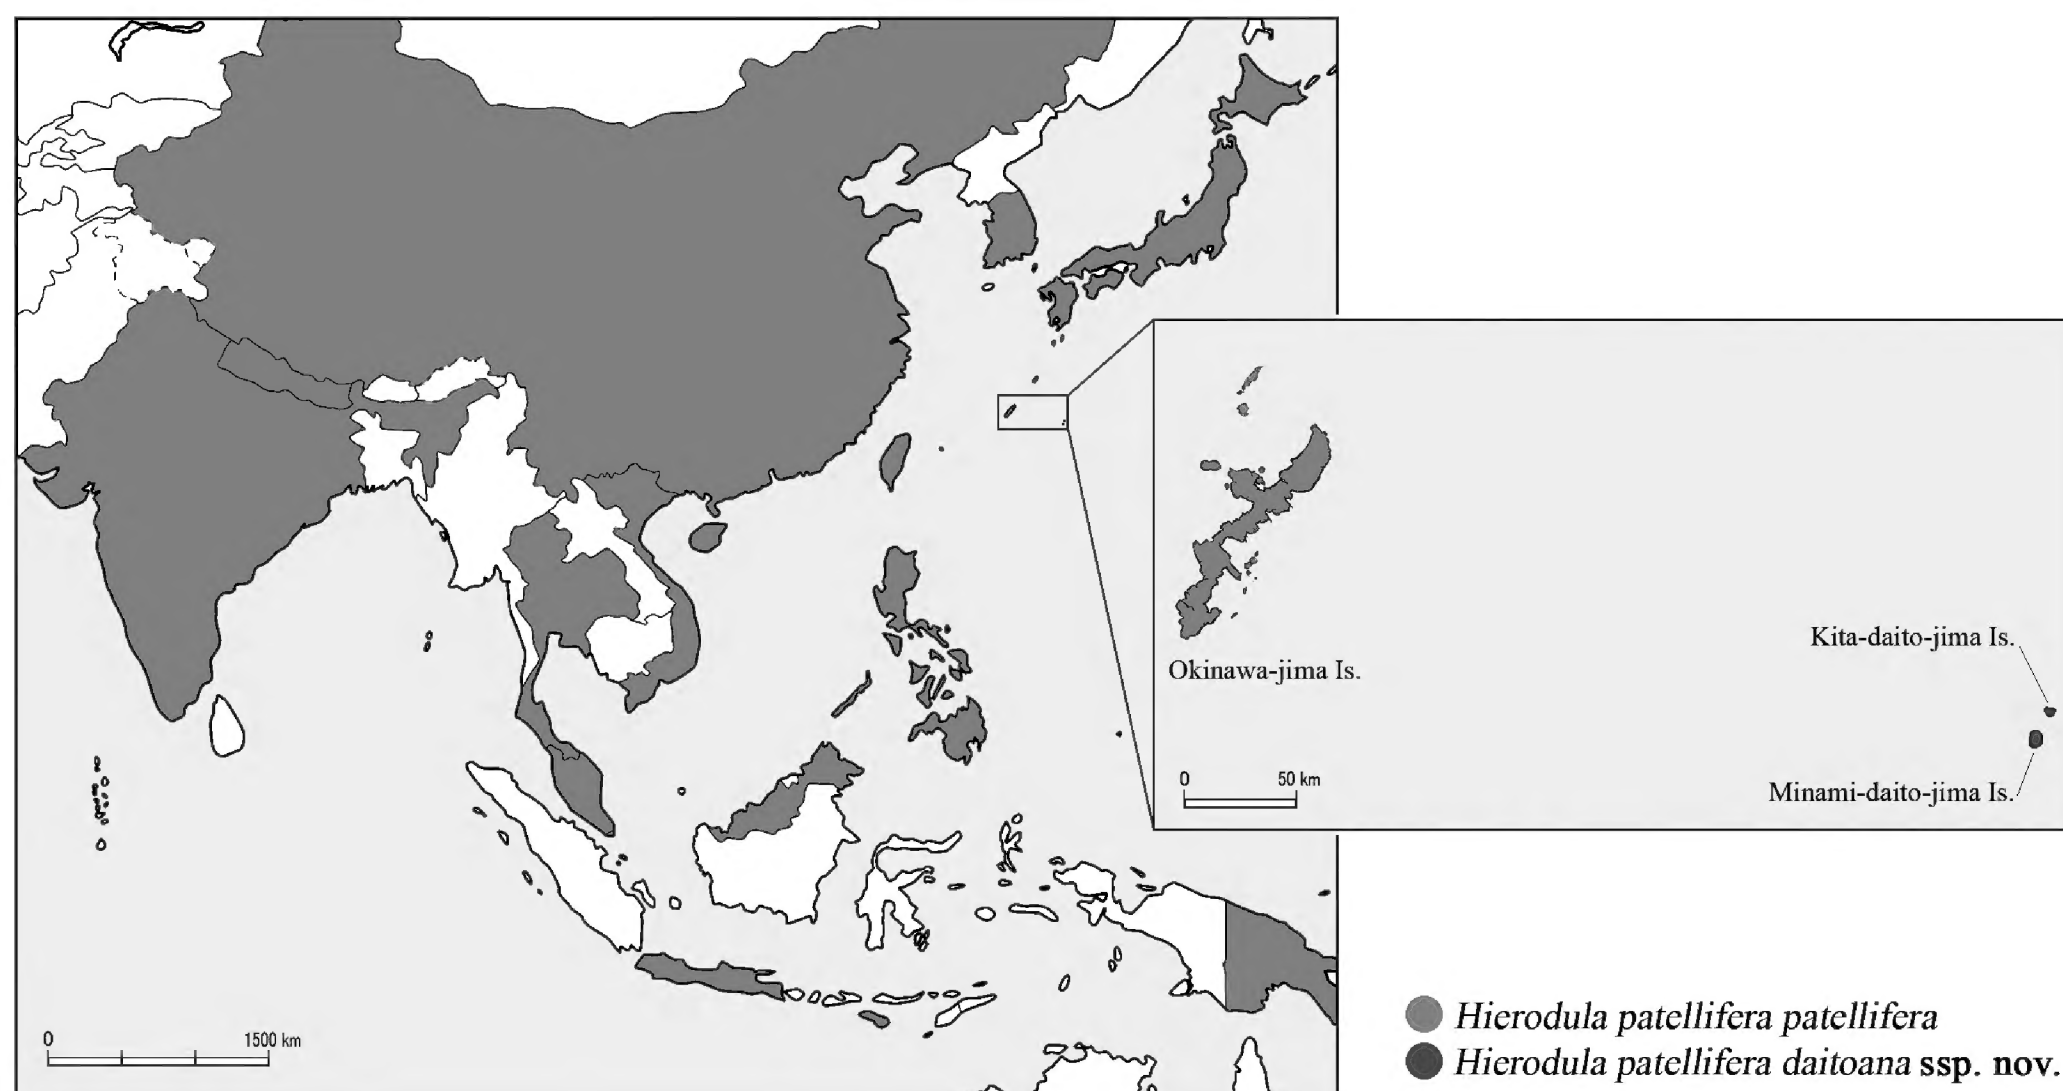 Kita-daito-jima Is.
Okinawa-jima Is.
0 50 km
Minami-daito-jima Is.
0 1500 km
Hierodula patellifera patellifera
Hierodula patellifera daitoana ssp. nov.